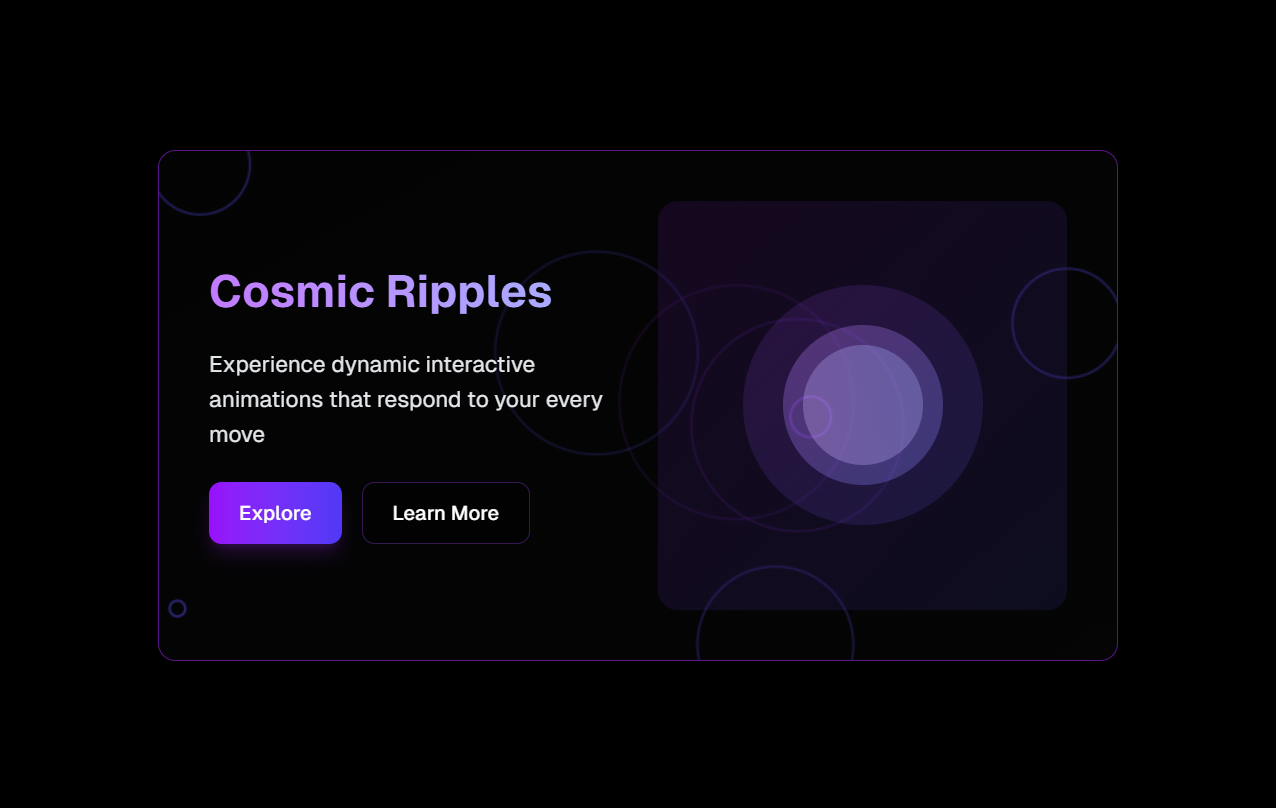 Cosmic Ripples
Experience dynamic interactive
animations that respond to your every
move
Explore
Learn More